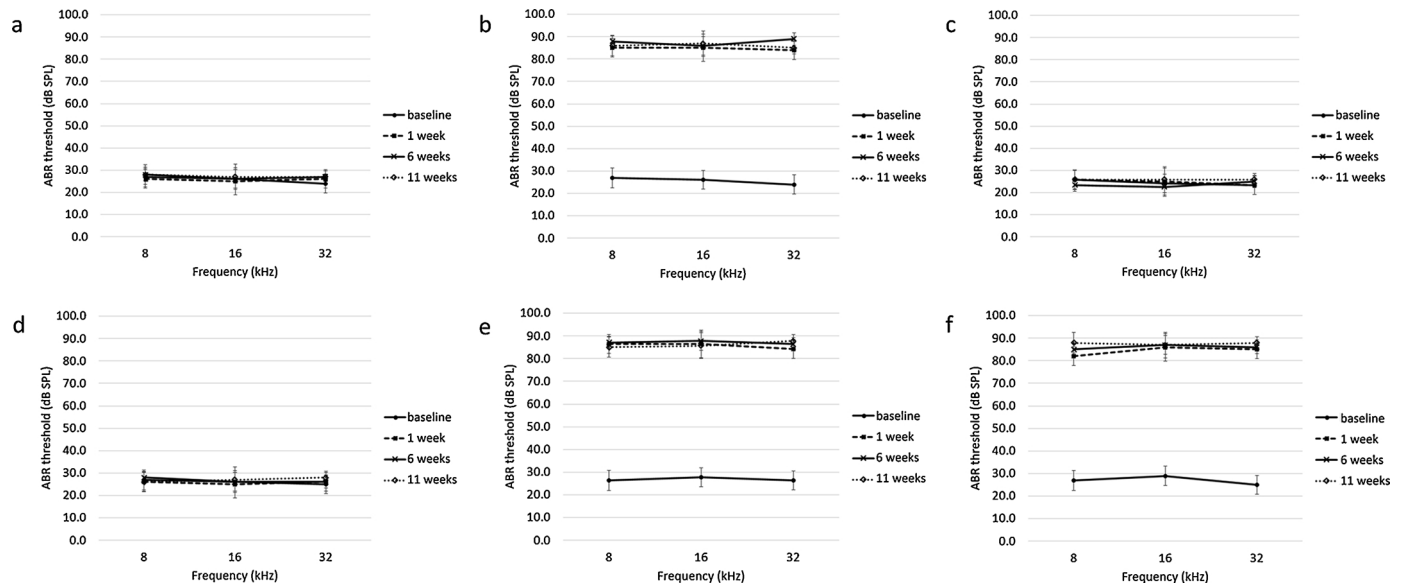 a
100.0
90.0
80.0
70.0
60.0
50.0
40.0
30.0
20.0
10.0
0.0
ABR threshold (dB SPL)
8 16 32
Frequency (kHz)
baseline
1 week
6 weeks
11 weeks
b
100.0
90.0
80.0
70.0
60.0
50.0
40.0
30.0
20.0
10.0
0.0
ABR threshold (dB SPL)
8 16 32
Frequency (kHz)
baseline
1 week
6 weeks
11 weeks
c
100.0
90.0
80.0
70.0
60.0
50.0
40.0
30.0
20.0
10.0
0.0
ABR threshold (dB SPL)
8 16 32
Frequency (kHz)
baseline
1 week
6 weeks
11 weeks
d
100.0
90.0
80.0
70.0
60.0
50.0
40.0
30.0
20.0
10.0
0.0
ABR threshold (dB SPL)
8 16 32
Frequency (kHz)
baseline
1 week
6 weeks
11 weeks
e
100.0
90.0
80.0
70.0
60.0
50.0
40.0
30.0
20.0
10.0
0.0
ABR threshold (dB SPL)
8 16 32
Frequency (kHz)
baseline
1 week
6 weeks
11 weeks
f
100.0
90.0
80.0
70.0
60.0
50.0
40.0
30.0
20.0
10.0
0.0
ABR threshold (dB SPL)
8 16 32
Frequency (kHz)
baseline
1 week
6 weeks
11 weeks